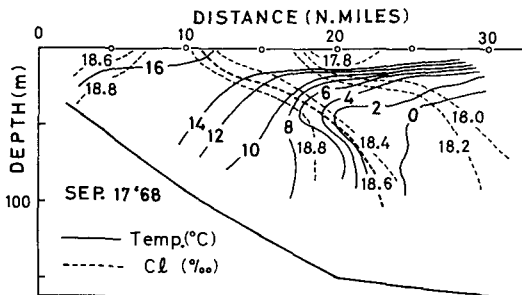 DISTANCE (N.MILES)
0 10 20 30
DEPTH (m)
0
100
18.6 16 17.8
18.8
6 4 2 0
14 12 10 8
18.8 18.4 18.0
18.2
18.6
SEP. 17 '68
Temp.(°C)
Cl (‰)